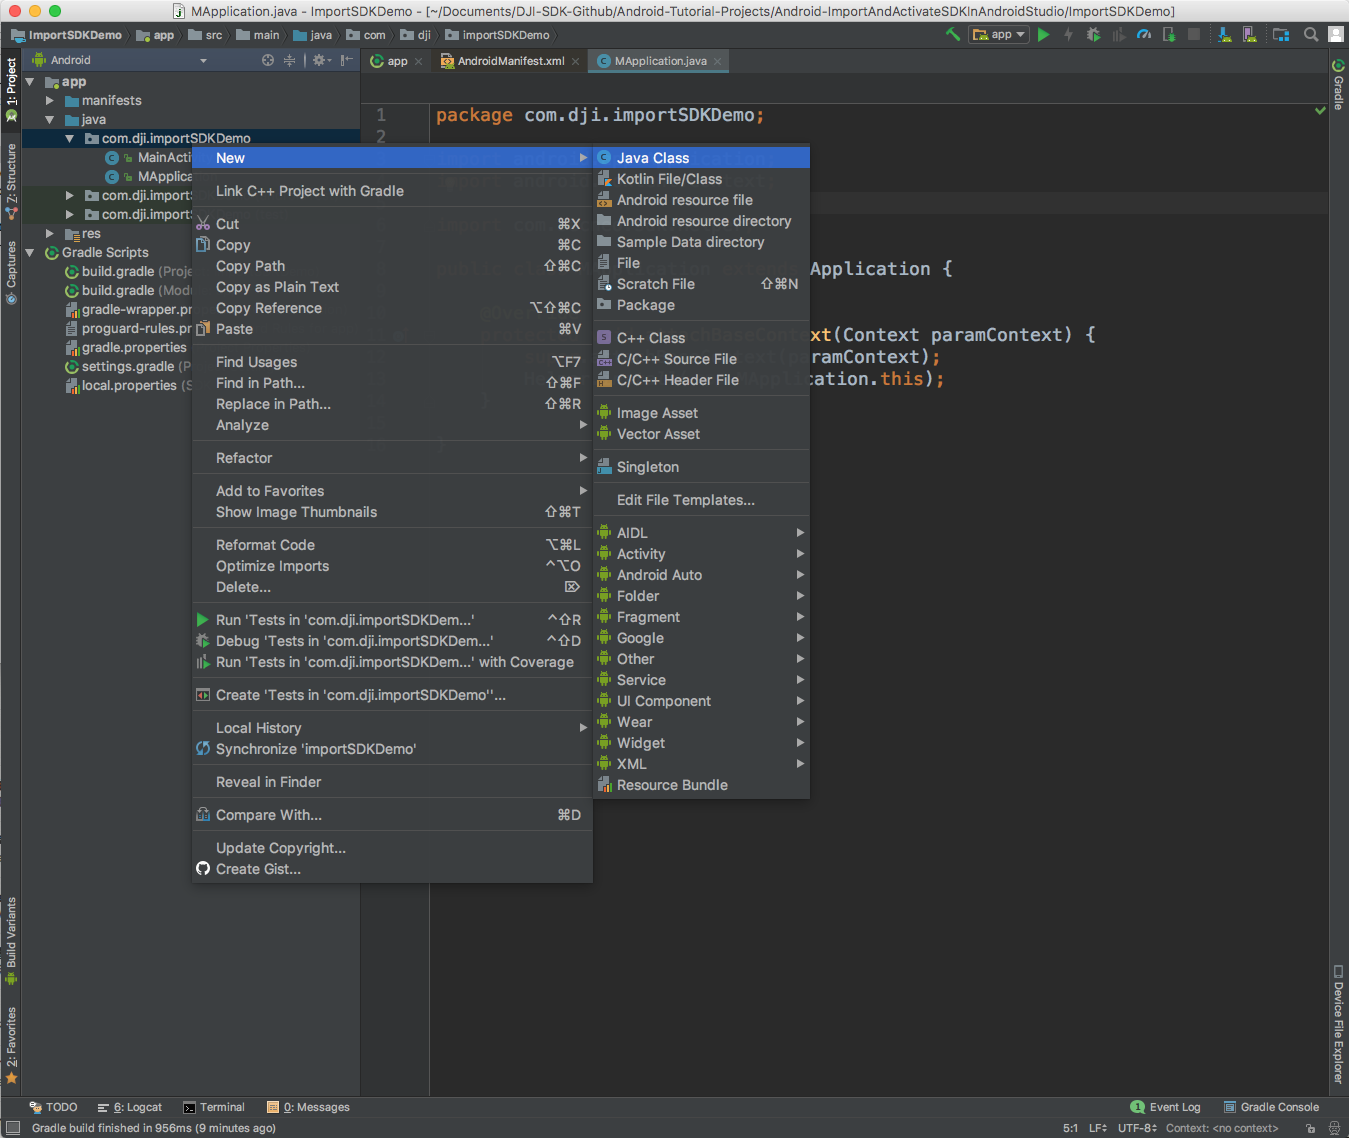 MApplication.java - ImportSDKDemo - [~/Documents/DJI-SDK-Github/Android-Tutorial-Projects/Android-ImportAndActivateSDKInAndroidStudio/ImportSDKDemo]
ImportSDKDemo app src main java com dji importSDKDemo app
1: Project
Z: Structure
Captures
Build Variants
2: Favorites
Android
app
manifests
java
com.dji.importSDKDemo
MainActi
MApplica
com.dji.import
com.dji.import
res
Gradle Scripts
build.gradle (Proje
build.gradle (Modu
gradle-wrapper.pr
proguard-rules.pr
gradle.properties
settings.gradle (P
local.properties (S
app AndroidManifest.xml MApplication.java
1 package com.dji.importSDKDemo;
2
Application {
xt(Context paramContext) {
paramContext);
cation.this);
New
Link C++ Project with Gradle
Cut ⌘X
Copy ⌘C
Copy Path ⇧⌘C
Copy as Plain Text
Copy Reference ⌥⇧⌘C
Paste ⌘V
Find Usages ⌥F7
Find in Path... ⇧⌘F
Replace in Path... ⇧⌘R
Analyze
Refactor
Add to Favorites
Show Image Thumbnails ⇧⌘T
Reformat Code ⌥⌘L
Optimize Imports ^⌥O
Delete... ⌦
Run 'Tests in 'com.dji.importSDKDem...' ^⇧R
Debug 'Tests in 'com.dji.importSDKDem...' ^⇧D
Run 'Tests in 'com.dji.importSDKDem...' with Coverage
Create 'Tests in 'com.dji.importSDKDemo''...
Local History
Synchronize 'importSDKDemo'
Reveal in Finder
Compare With... ⌘D
Update Copyright...
Create Gist...
Java Class
Kotlin File/Class
Android resource file
Android resource directory
Sample Data directory
File
Scratch File ⇧⌘N
Package
C++ Class
C/C++ Source File
C/C++ Header File
Image Asset
Vector Asset
Singleton
Edit File Templates...
AIDL
Activity
Android Auto
Folder
Fragment
Google
Other
Service
UI Component
Wear
Widget
XML
Resource Bundle
Gradle
Device File Explorer
TODO 6: Logcat Terminal 0: Messages 1 Event Log Gradle Console
Gradle build finished in 956ms (9 minutes ago) 5:1 LF UTF-8 Context: <no context>